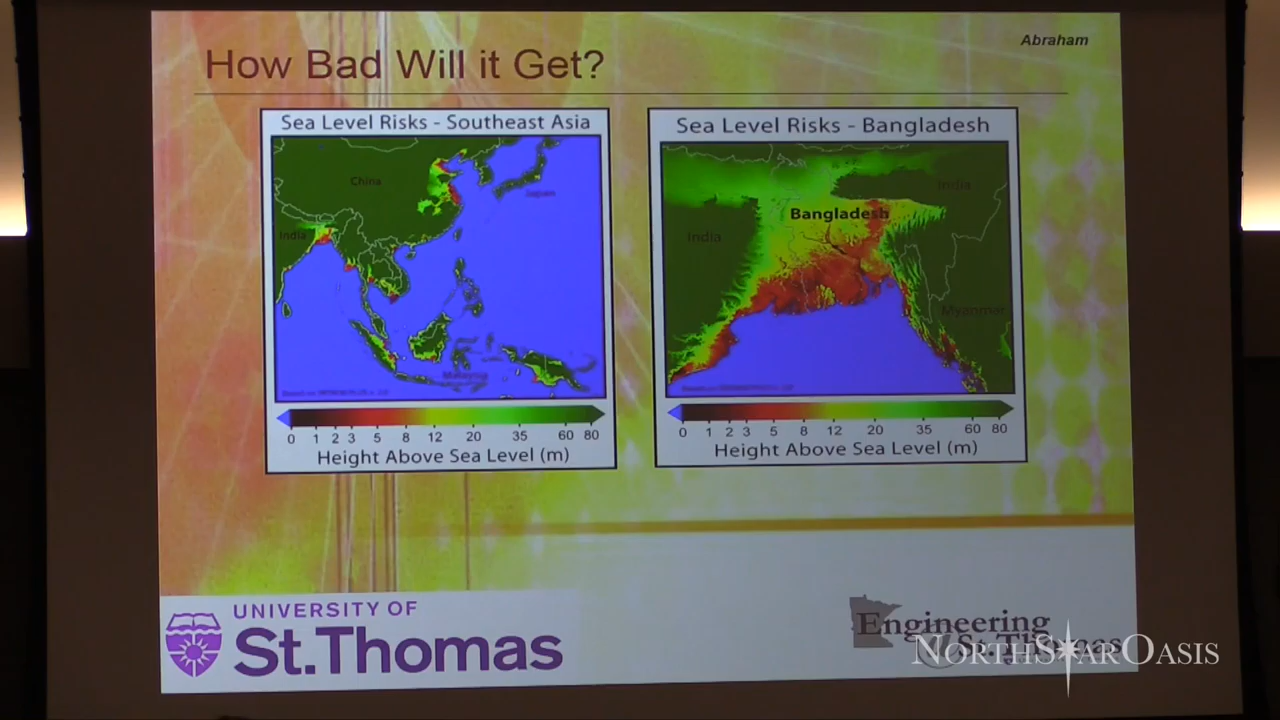 Abraham
How Bad Will it Get?
Sea Level Risks - Southeast Asia
China
Japan
India
Malaysia
0 1 2 3 5 8 12 20 35 60 80
Height Above Sea Level (m)
Sea Level Risks - Bangladesh
India
Bangladesh
India
Myanmar
0 1 2 3 5 8 12 20 35 60 80
Height Above Sea Level (m)
UNIVERSITY OF
St.Thomas
Engineering
St. Thomas
NORTHSTAROASIS